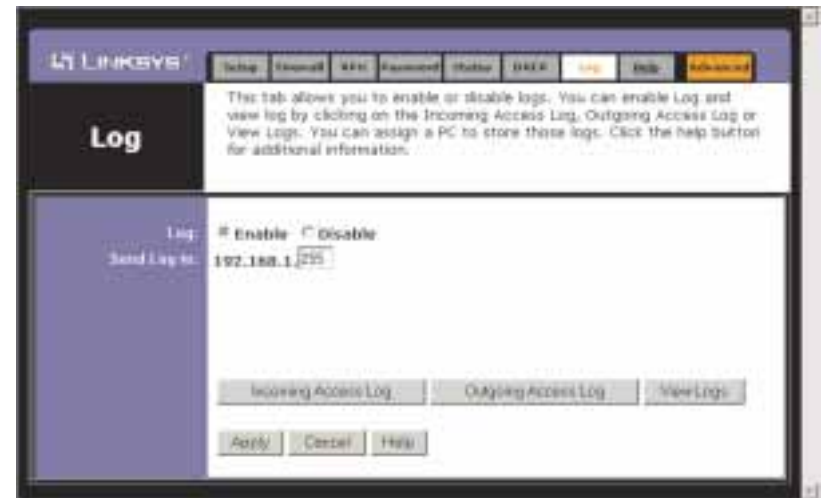 LINKSYS®
Setup Firewall VPN Password Status DHCP Log Help Advanced
Log
This tab allows you to enable or disable logs. You can enable Log and
view log by clicking on the Incoming Access Log, Outgoing Access Log or
View Logs. You can assign a PC to store those logs. Click the help button
for additional information.
Log: Enable Disable
Send Log to: 192.168.1.255
Incoming Access Log Outgoing Access Log View Logs
Apply Cancel Help